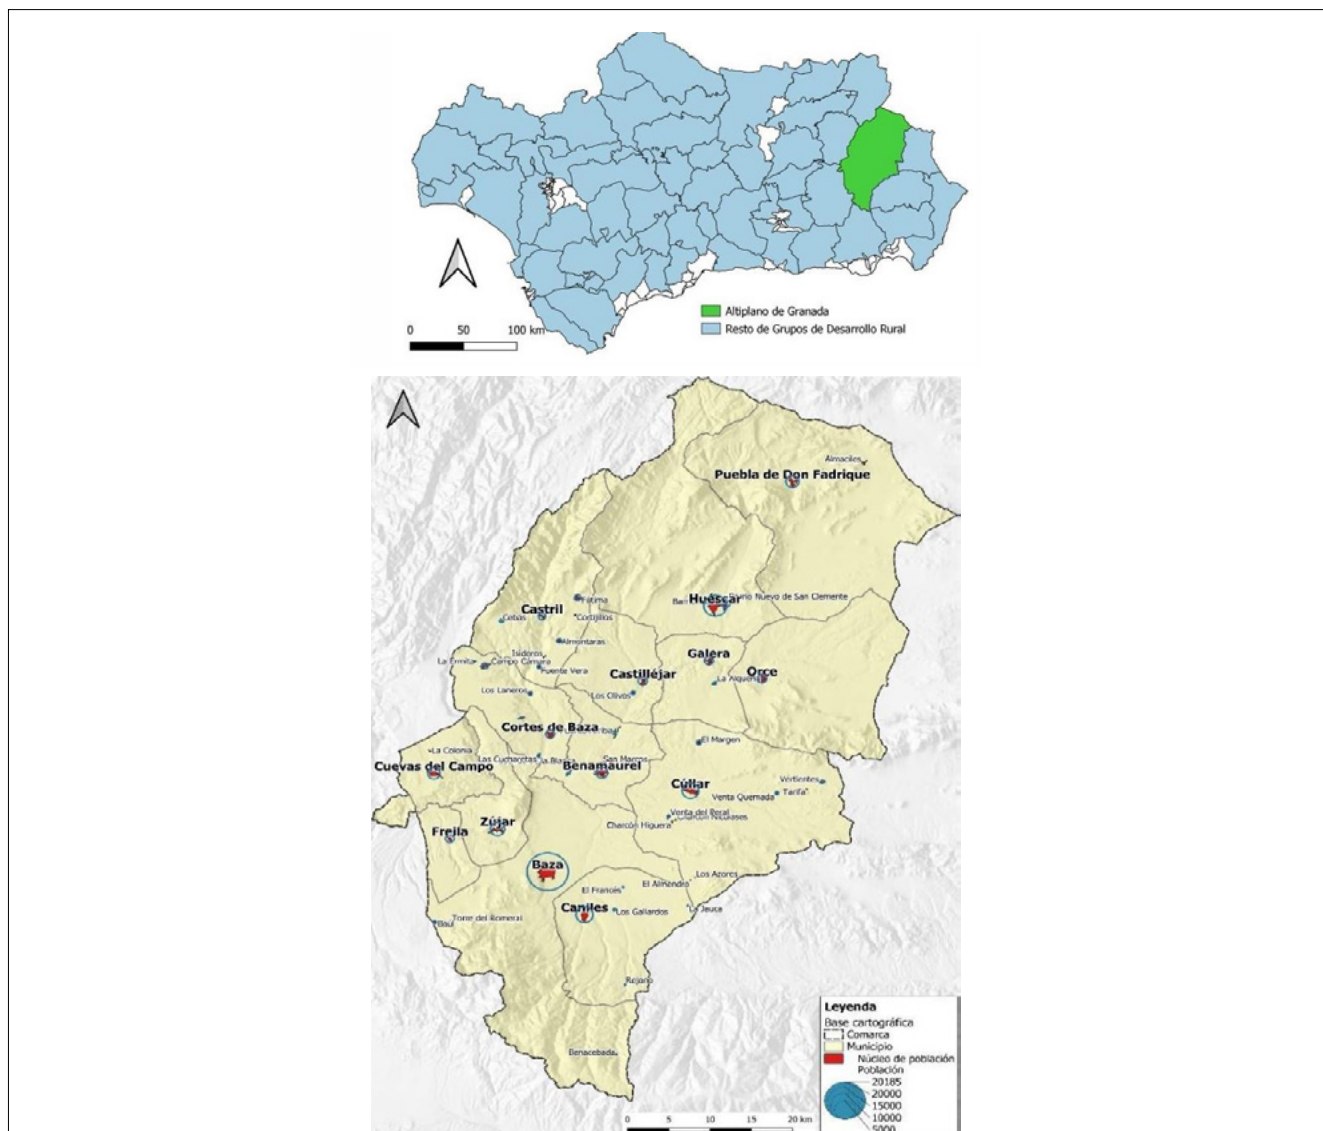 Altiplano de Granada
Resto de Grupos de Desarrollo Rural
0 50 100 km
Almaciles
Puebla de Don Fadrique
Fátima
Huéscar
Nuevo de San Clemente
Castril
Cebas
Cortijillos
Almontaras
Isidoros
Galera
La Ermita
Campo Cámara
Fuente Vera
Castilléjar
Orce
Los Laneros
Los Olivos
Cortes de Baza
El Margen
La Colonia
Las Cucharetas
San Marcos
Cuevas del Campo
Benamaurel
Cúllar
Vertientes
Venta Quemada
Tarifa
Venta del Peral
Charcón Higuera
Charcón Nicolases
Zújar
Freila
Baza
El Francés
El Almendro
Los Azores
Caniles
Los Gallardos
La Jauca
Baúl
Torre del Romeral
Rejano
Benacebada
Leyenda
Base cartográfica
Comarca
Municipio
Núcleo de población
Población
20185
20000
15000
10000
5000
0 5 10 15 20 km